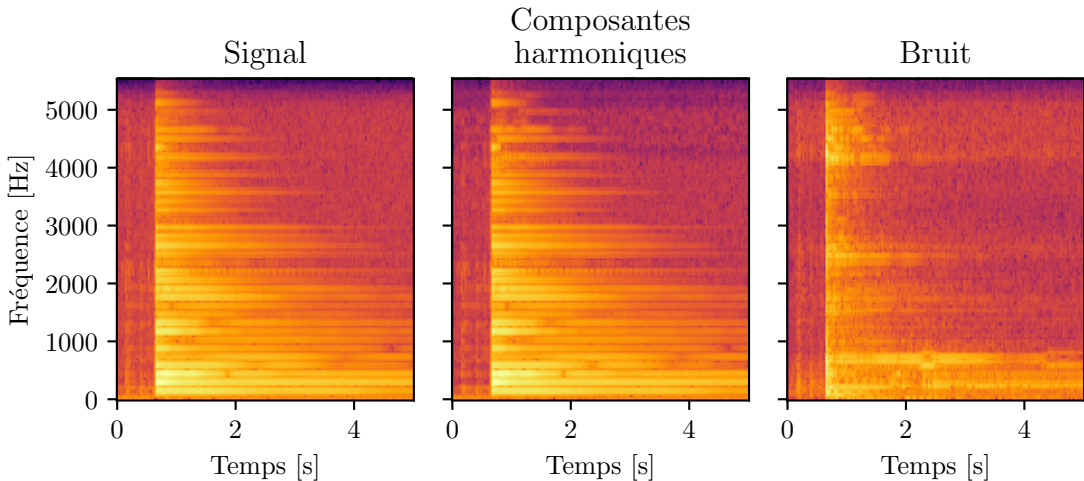 Signal
Composantes
harmoniques
Bruit
Fréquence [Hz]
5000
4000
3000
2000
1000
0
0 2 4
0 2 4
0 2 4
Temps [s]
Temps [s]
Temps [s]